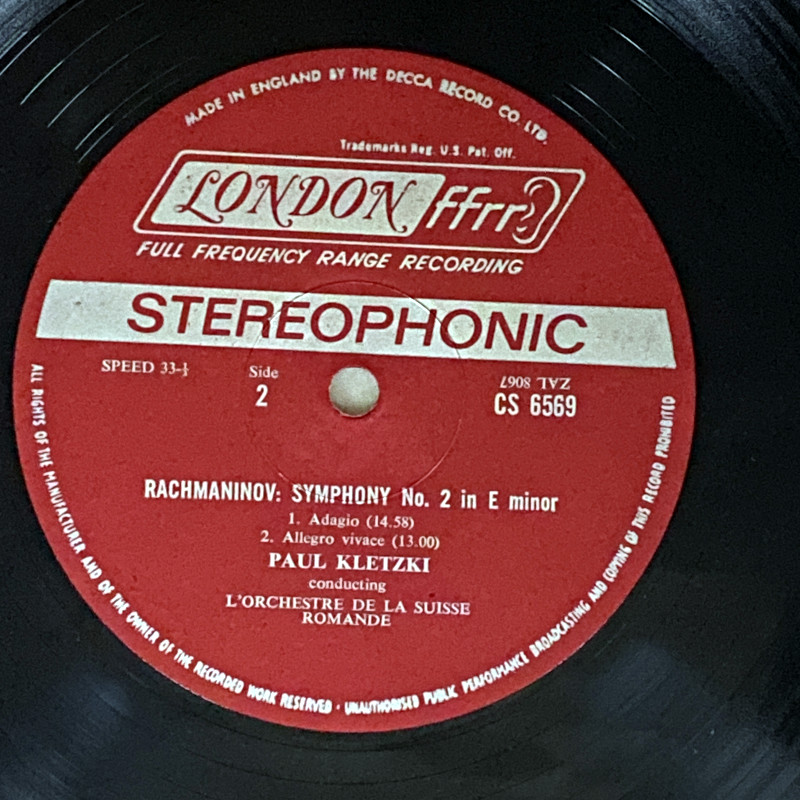 MADE IN ENGLAND BY THE DECCA RECORD CO. LTD.
Trademarks Reg. U.S. Pat. Off.
LONDON ffrr
FULL FREQUENCY RANGE RECORDING
STEREOPHONIC
SPEED 33-⅓
Side
2
ZAL 8067
CS 6569
RACHMANINOV: SYMPHONY No. 2 in E minor
1. Adagio (14.58)
2. Allegro vivace (13.00)
PAUL KLETZKI
conducting
L'ORCHESTRE DE LA SUISSE
ROMANDE
ALL RIGHTS OF THE MANUFACTURER AND OF THE OWNER OF THE RECORDED WORK RESERVED · UNAUTHORISED PUBLIC PERFORMANCE BROADCASTING AND COPYING OF THIS RECORD PROHIBITED